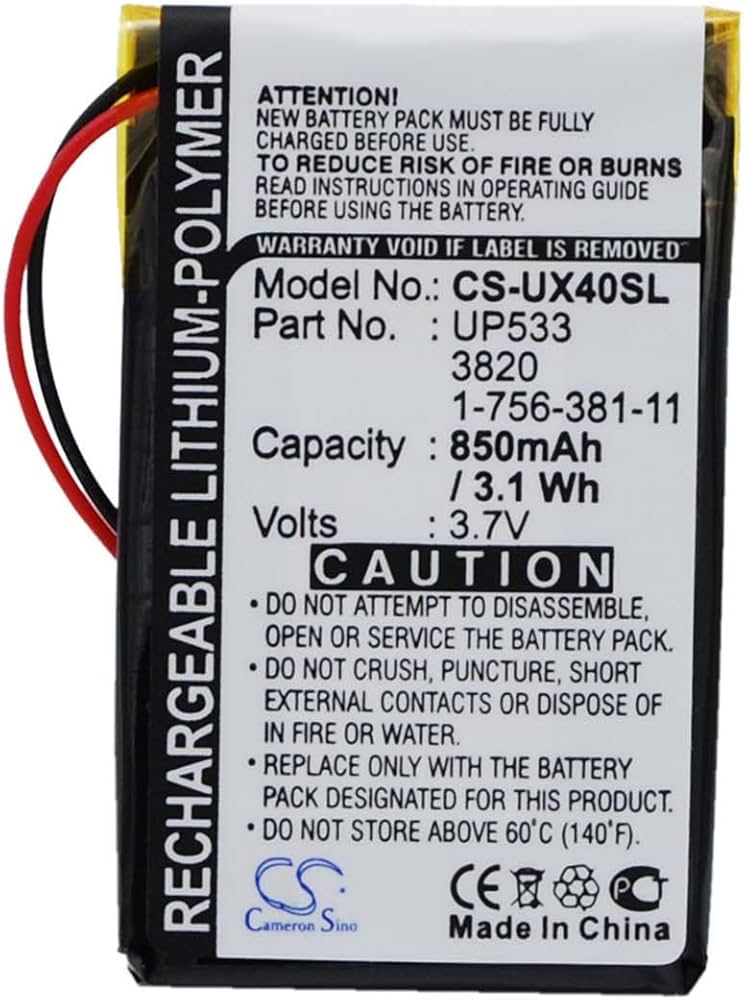 RECHARGEABLE LITHIUM-POLYMER
ATTENTION!
NEW BATTERY PACK MUST BE FULLY
CHARGED BEFORE USE.
TO REDUCE RISK OF FIRE OR BURNS
READ INSTRUCTIONS IN OPERATING GUIDE
BEFORE USING THE BATTERY.
WARRANTY VOID IF LABEL IS REMOVED
Model No.: CS-UX40SL
Part No. : UP533
3820
1-756-381-11
Capacity : 850mAh
/ 3.1 Wh
Volts : 3.7V
CAUTION
• DO NOT ATTEMPT TO DISASSEMBLE,
OPEN OR SERVICE THE BATTERY PACK.
• DO NOT CRUSH, PUNCTURE, SHORT
EXTERNAL CONTACTS OR DISPOSE
IN FIRE OR WATER.
• REPLACE ONLY WITH THE BATTERY
PACK DESIGNATED FOR THIS PRODUCT.
• DO NOT STORE ABOVE 60°C (140°F).
CS
Cameron Sino
CE PCT
Made In China